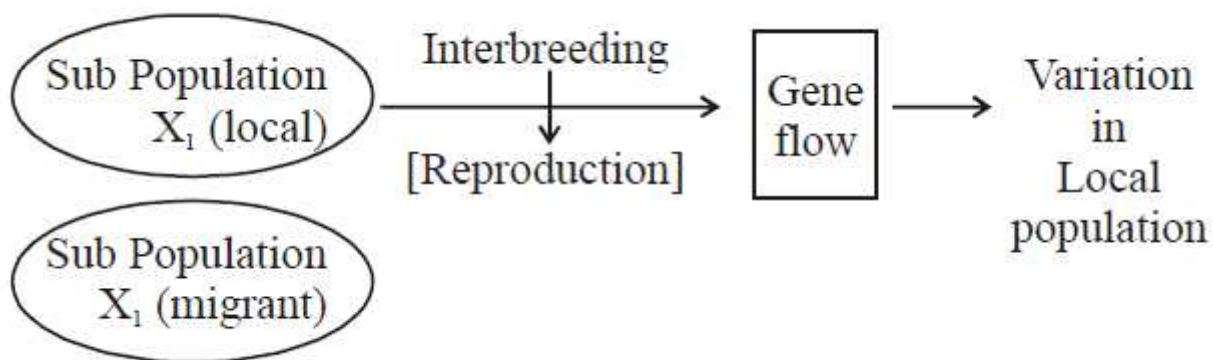 Sub Population
X₁ (local)
Interbreeding
[Reproduction]
Gene
flow
Variation
in
Local
population
Sub Population
X₁ (migrant)